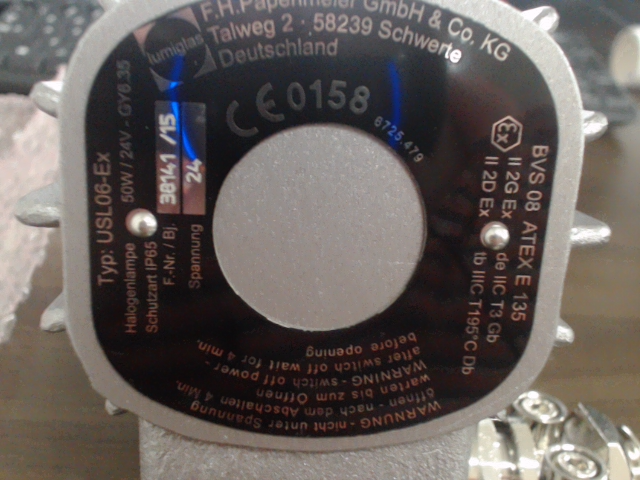 lumiglas
F.H.Papenmeier GmbH & Co. KG
Talweg 2 · 58239 Schwerte
Deutschland
CE 0158
8725.479
Typ: USL06-Ex
Halogenlampe 50W / 24V - GY6.35
Schutzart IP65
F.-Nr. / Bj. 38141 /15
Spannung 24
BVS 08 ATEX E 135
Ex II 2G Ex de IIC T3 Gb
II 2D Ex tb IIIC T195°C Db
WARNUNG - nicht unter Spannung
öffnen - nach dem Abschalten 4 Min.
warten bis zum Öffnen
WARNING - switch off power -
after switch off wait for 4 min.
before opening